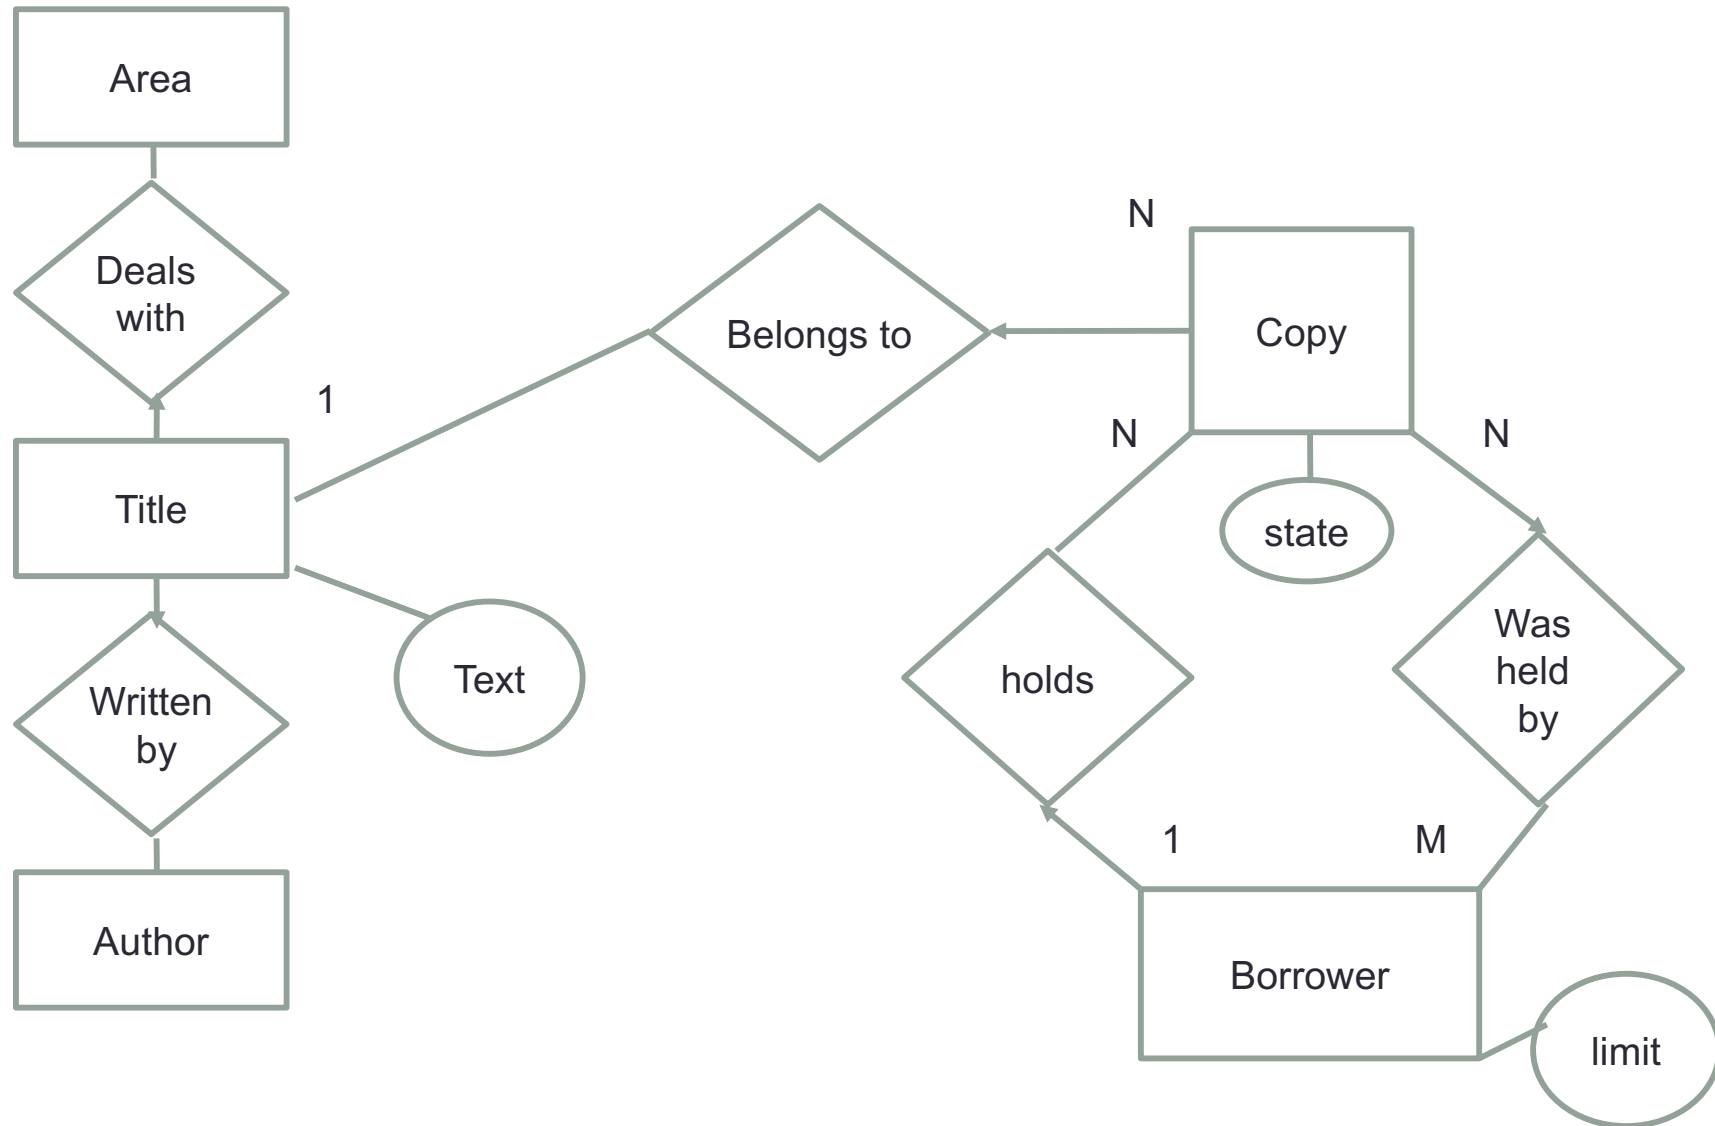 Area
Deals
with
1
Title
Written
by
Author
Text
Belongs to
N
Copy
N
N
state
holds
Was
held
by
1
M
Borrower
limit